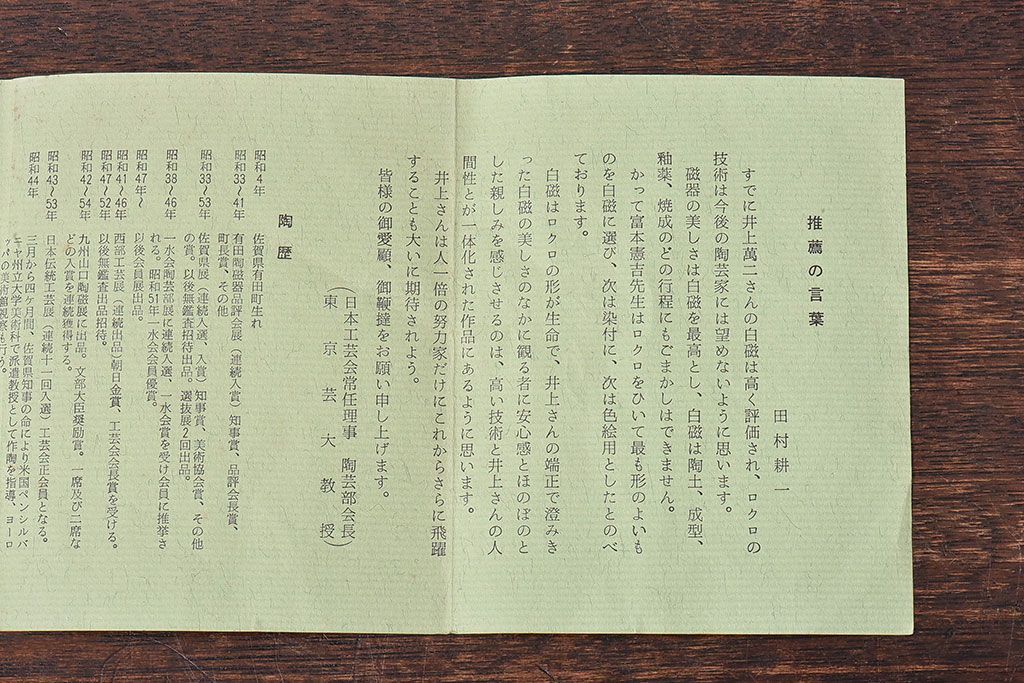 推薦の言葉
田村耕一
すでに井上萬二さんの白磁は高く評価され、ロクロの
技術は今後の陶芸家には望めないように思います。
磁器の美しさは白磁を最高とし、白磁は陶土、成型、
釉薬、焼成のどの行程にもごまかしはできません。
かって富本憲吉先生はロクロをひいて最も形のよいも
のを白磁に選び、次は染付に、次は色絵用としたとのべ
ております。
白磁はロクロの形が生命で、井上さんの端正で澄みき
った白磁の美しさのなかに観る者に安心感とほのぼのと
した親しみを感じさせるのは、高い技術と井上さんの人
間性とが一体化された作品にあるように思います。
井上さんは人一倍の努力家だけにこれからさらに飛躍
することも大いに期待されよう。
皆様の御愛顧、御鞭撻をお願い申し上げます。
(日本工芸会常任理事 陶芸部会長)
東京芸大教授
陶歴
昭和4年 佐賀県有田町生れ
昭和33~41年 有田陶磁器品評会展(連続入賞)知事賞、品評会長賞、
町長賞、その他
昭和33~53年 佐賀県展(連続入選、入賞)知事賞、美術協会賞、その他
の賞。以後無鑑査招待出品。選抜展2回出品。
昭和38~46年 一水会陶芸部展に連続入選、一水会賞を受け会員に推挙さ
れる。昭和51年一水会会員優賞。
昭和47年~ 以後会員展出品。
昭和41~46年 西部工芸展(連続出品)朝日金賞、工芸会会長賞を受ける。
昭和47~52年 以後無鑑査出品招待。
昭和42~54年 九州山口陶磁展に出品。文部大臣奨励賞。一席及び二席な
どの入賞を連続獲得する。
昭和43~53年 日本伝統工芸展(連続十一回入選)工芸会正会員となる。
昭和44年 三月から四ヶ月間、佐賀県知事の命により米国ペンシルバ
ニャ州立大学美術科で派遣教授として作陶を指導、ヨーロ
ッパの美術館視察も行う。